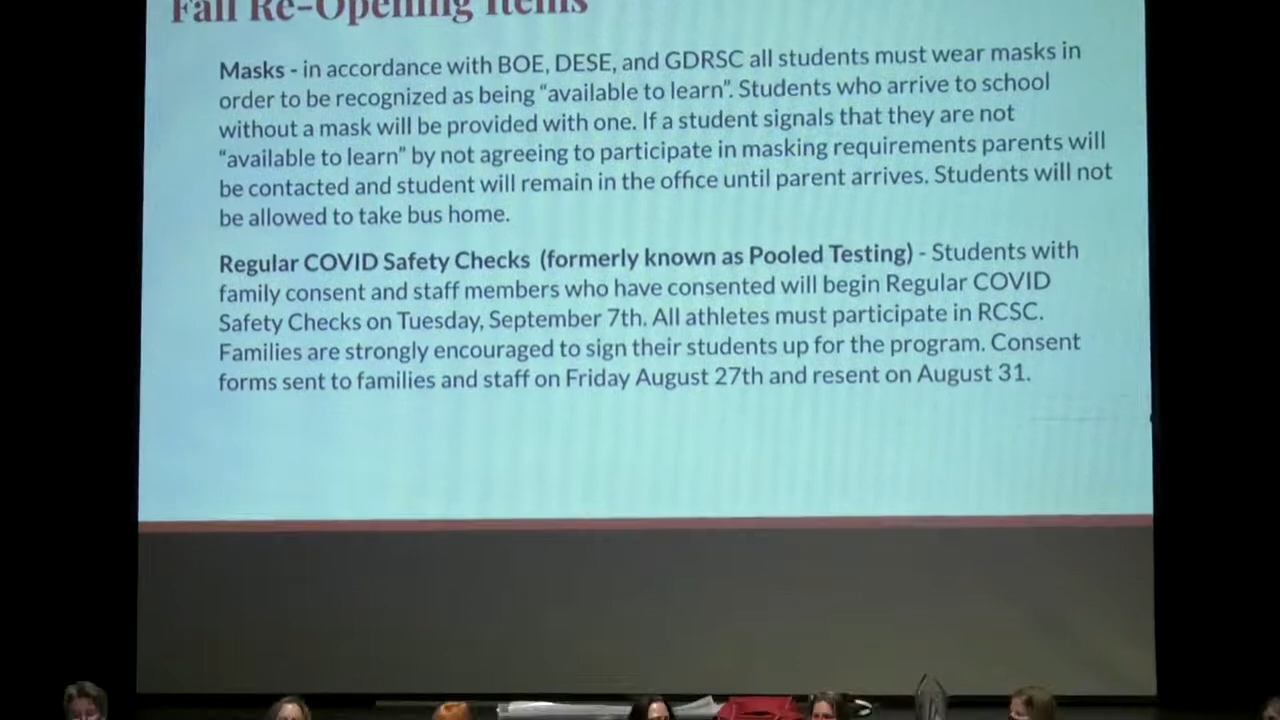 Fall Re-Opening Items
Masks - in accordance with BOE, DESE, and GDRSC all students must wear masks in
order to be recognized as being “available to learn”. Students who arrive to school
without a mask will be provided with one. If a student signals that they are not
“available to learn” by not agreeing to participate in masking requirements parents will
be contacted and student will remain in the office until parent arrives. Students will not
be allowed to take bus home.
Regular COVID Safety Checks (formerly known as Pooled Testing) - Students with
family consent and staff members who have consented will begin Regular COVID
Safety Checks on Tuesday, September 7th. All athletes must participate in RCSC.
Families are strongly encouraged to sign their students up for the program. Consent
forms sent to families and staff on Friday August 27th and resent on August 31.